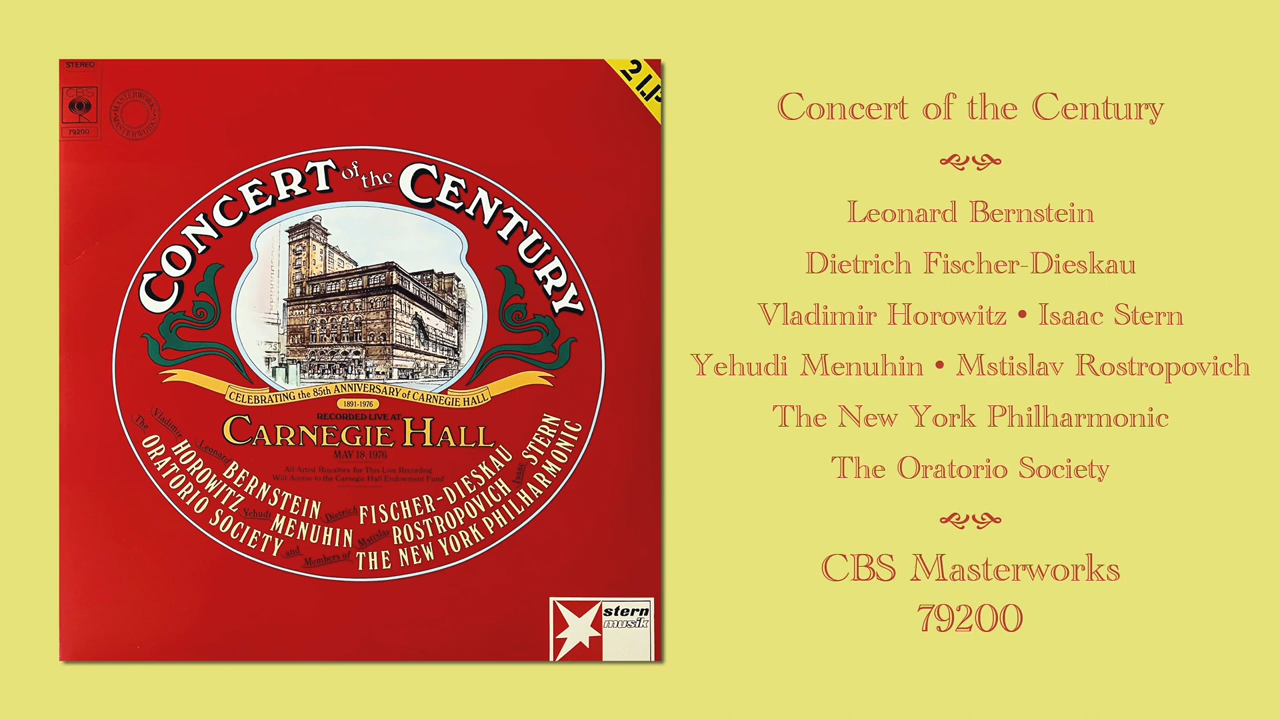 STEREO
CBS
79200
MASTERWORKS MASTERWORKS
2 LP
CONCERT of the CENTURY
CELEBRATING the 85th ANNIVERSARY of CARNEGIE HALL
1891-1976
RECORDED LIVE AT
CARNEGIE HALL
MAY 18, 1976
All Artist Royalties for This Live Recording
Will Accrue to the Carnegie Hall Endowment Fund
Leonard BERNSTEIN Dietrich FISCHER-DIESKAU
Vladimir HOROWITZ Yehudi MENUHIN Mstislav ROSTROPOVICH Isaac STERN
The ORATORIO SOCIETY and Members of THE NEW YORK PHILHARMONIC
stern
musik
Concert of the Century
Leonard Bernstein
Dietrich Fischer-Dieskau
Vladimir Horowitz • Isaac Stern
Yehudi Menuhin • Mstislav Rostropovich
The New York Philharmonic
The Oratorio Society
CBS Masterworks
79200